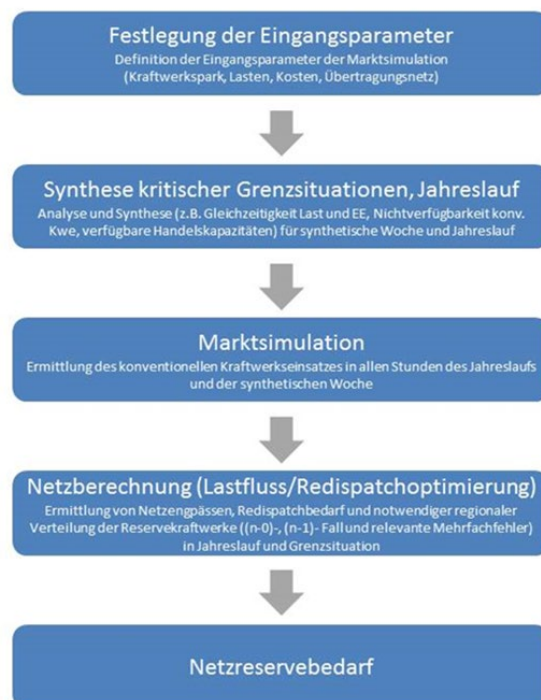 Festlegung der Eingangsparameter
Definition der Eingangsparameter der Marktsimulation
(Kraftwerkspark, Lasten, Kosten, Übertragungsnetz)
Synthese kritischer Grenzsituationen, Jahreslauf
Analyse und Synthese (z.B. Gleichzeitigkeit Last und EE, Nichtverfügbarkeit konv.
Kwe, verfügbare Handelskapazitäten) für synthetische Woche und Jahreslauf
Marktsimulation
Ermittlung des konventionellen Kraftwerkseinsatzes in allen Stunden des Jahreslaufs
und der synthetischen Woche
Netzberechnung (Lastfluss/Redispatchoptimierung)
Ermittlung von Netzengpässen, Redispatchbedarf und notwendiger regionaler
Verteilung der Reservekraftwerke ((n-0)-, (n-1)- Fall und relevante Mehrfachfehler)
in Jahreslauf und Grenzsituation
Netzreservebedarf